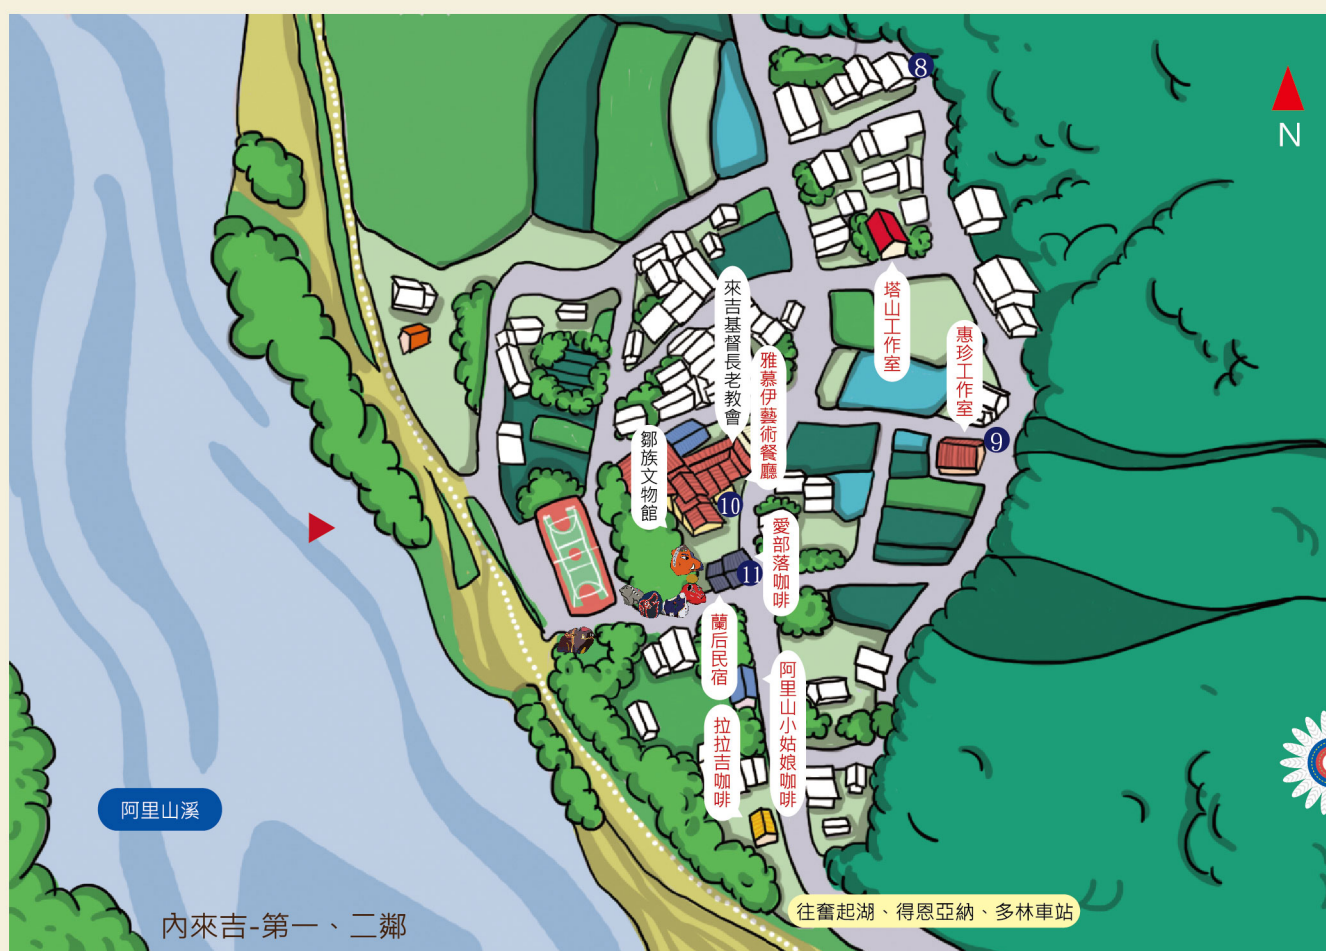 8
N
塔山工作室
惠珍工作室
來吉基督長老教會
雅慕伊藝術餐廳
鄒族文物館
9
10
愛部落咖啡
11
蘭后民宿
阿里山小姑娘咖啡
拉拉吉咖啡
阿里山溪
往奮起湖、得恩亞納、多林車站
內來吉-第一、二鄰